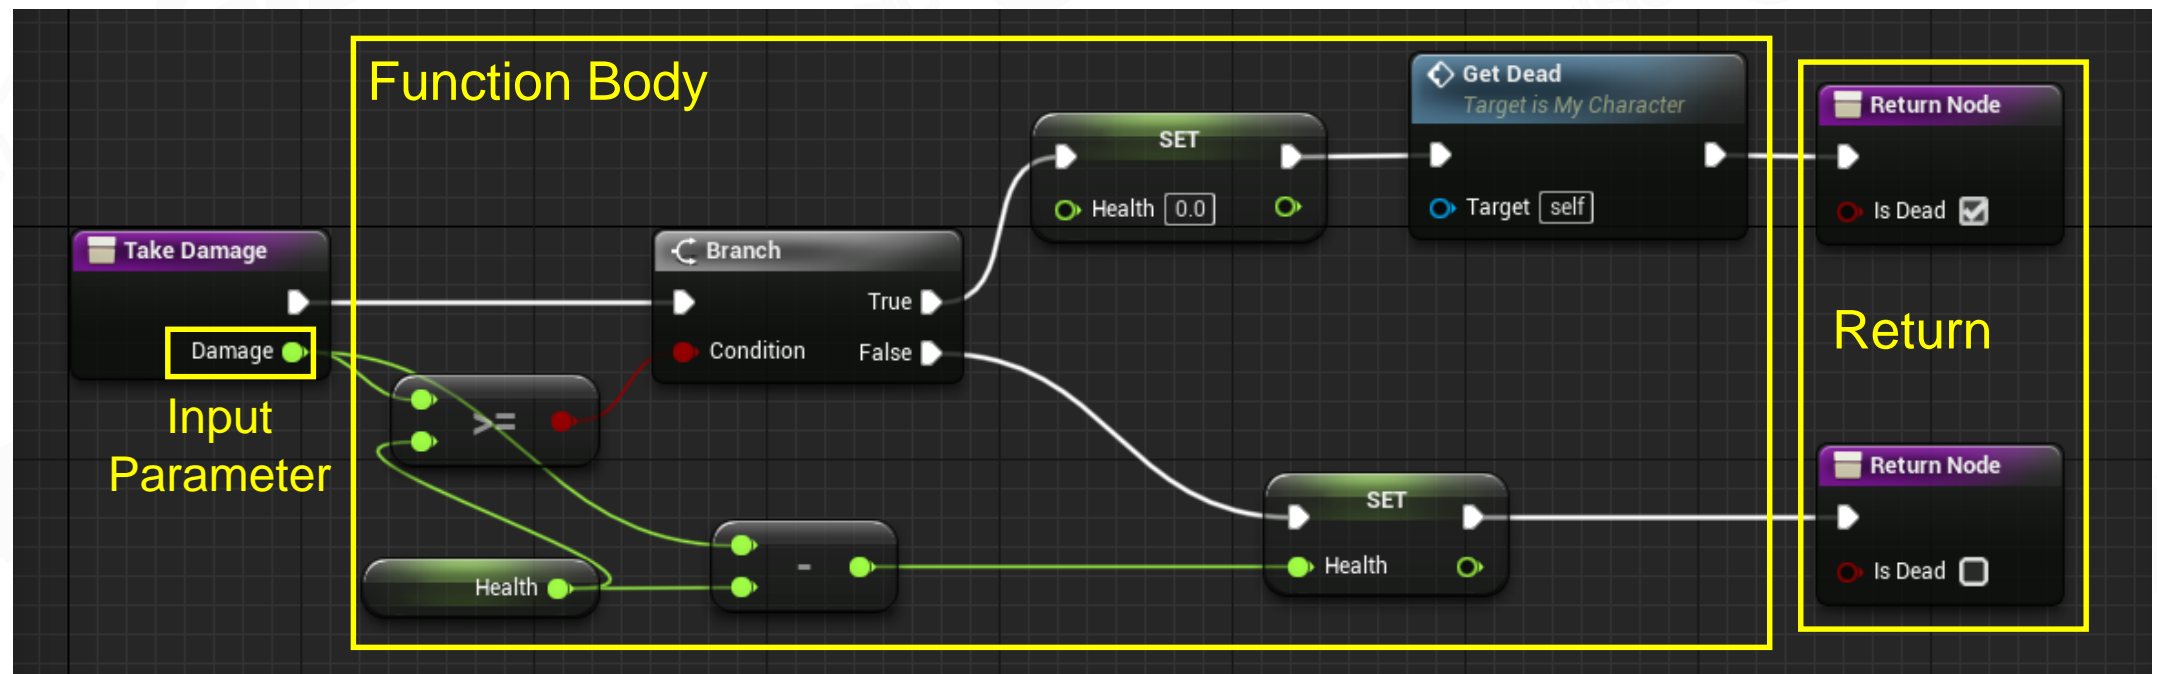 Function Body
Get Dead
Target is My Character
Return Node
SET
Health 0.0
Target self
Is Dead
Take Damage
Branch
True
Damage
Condition
False
Return
>=
Input
Parameter
Return Node
SET
-
Health
Health
Is Dead